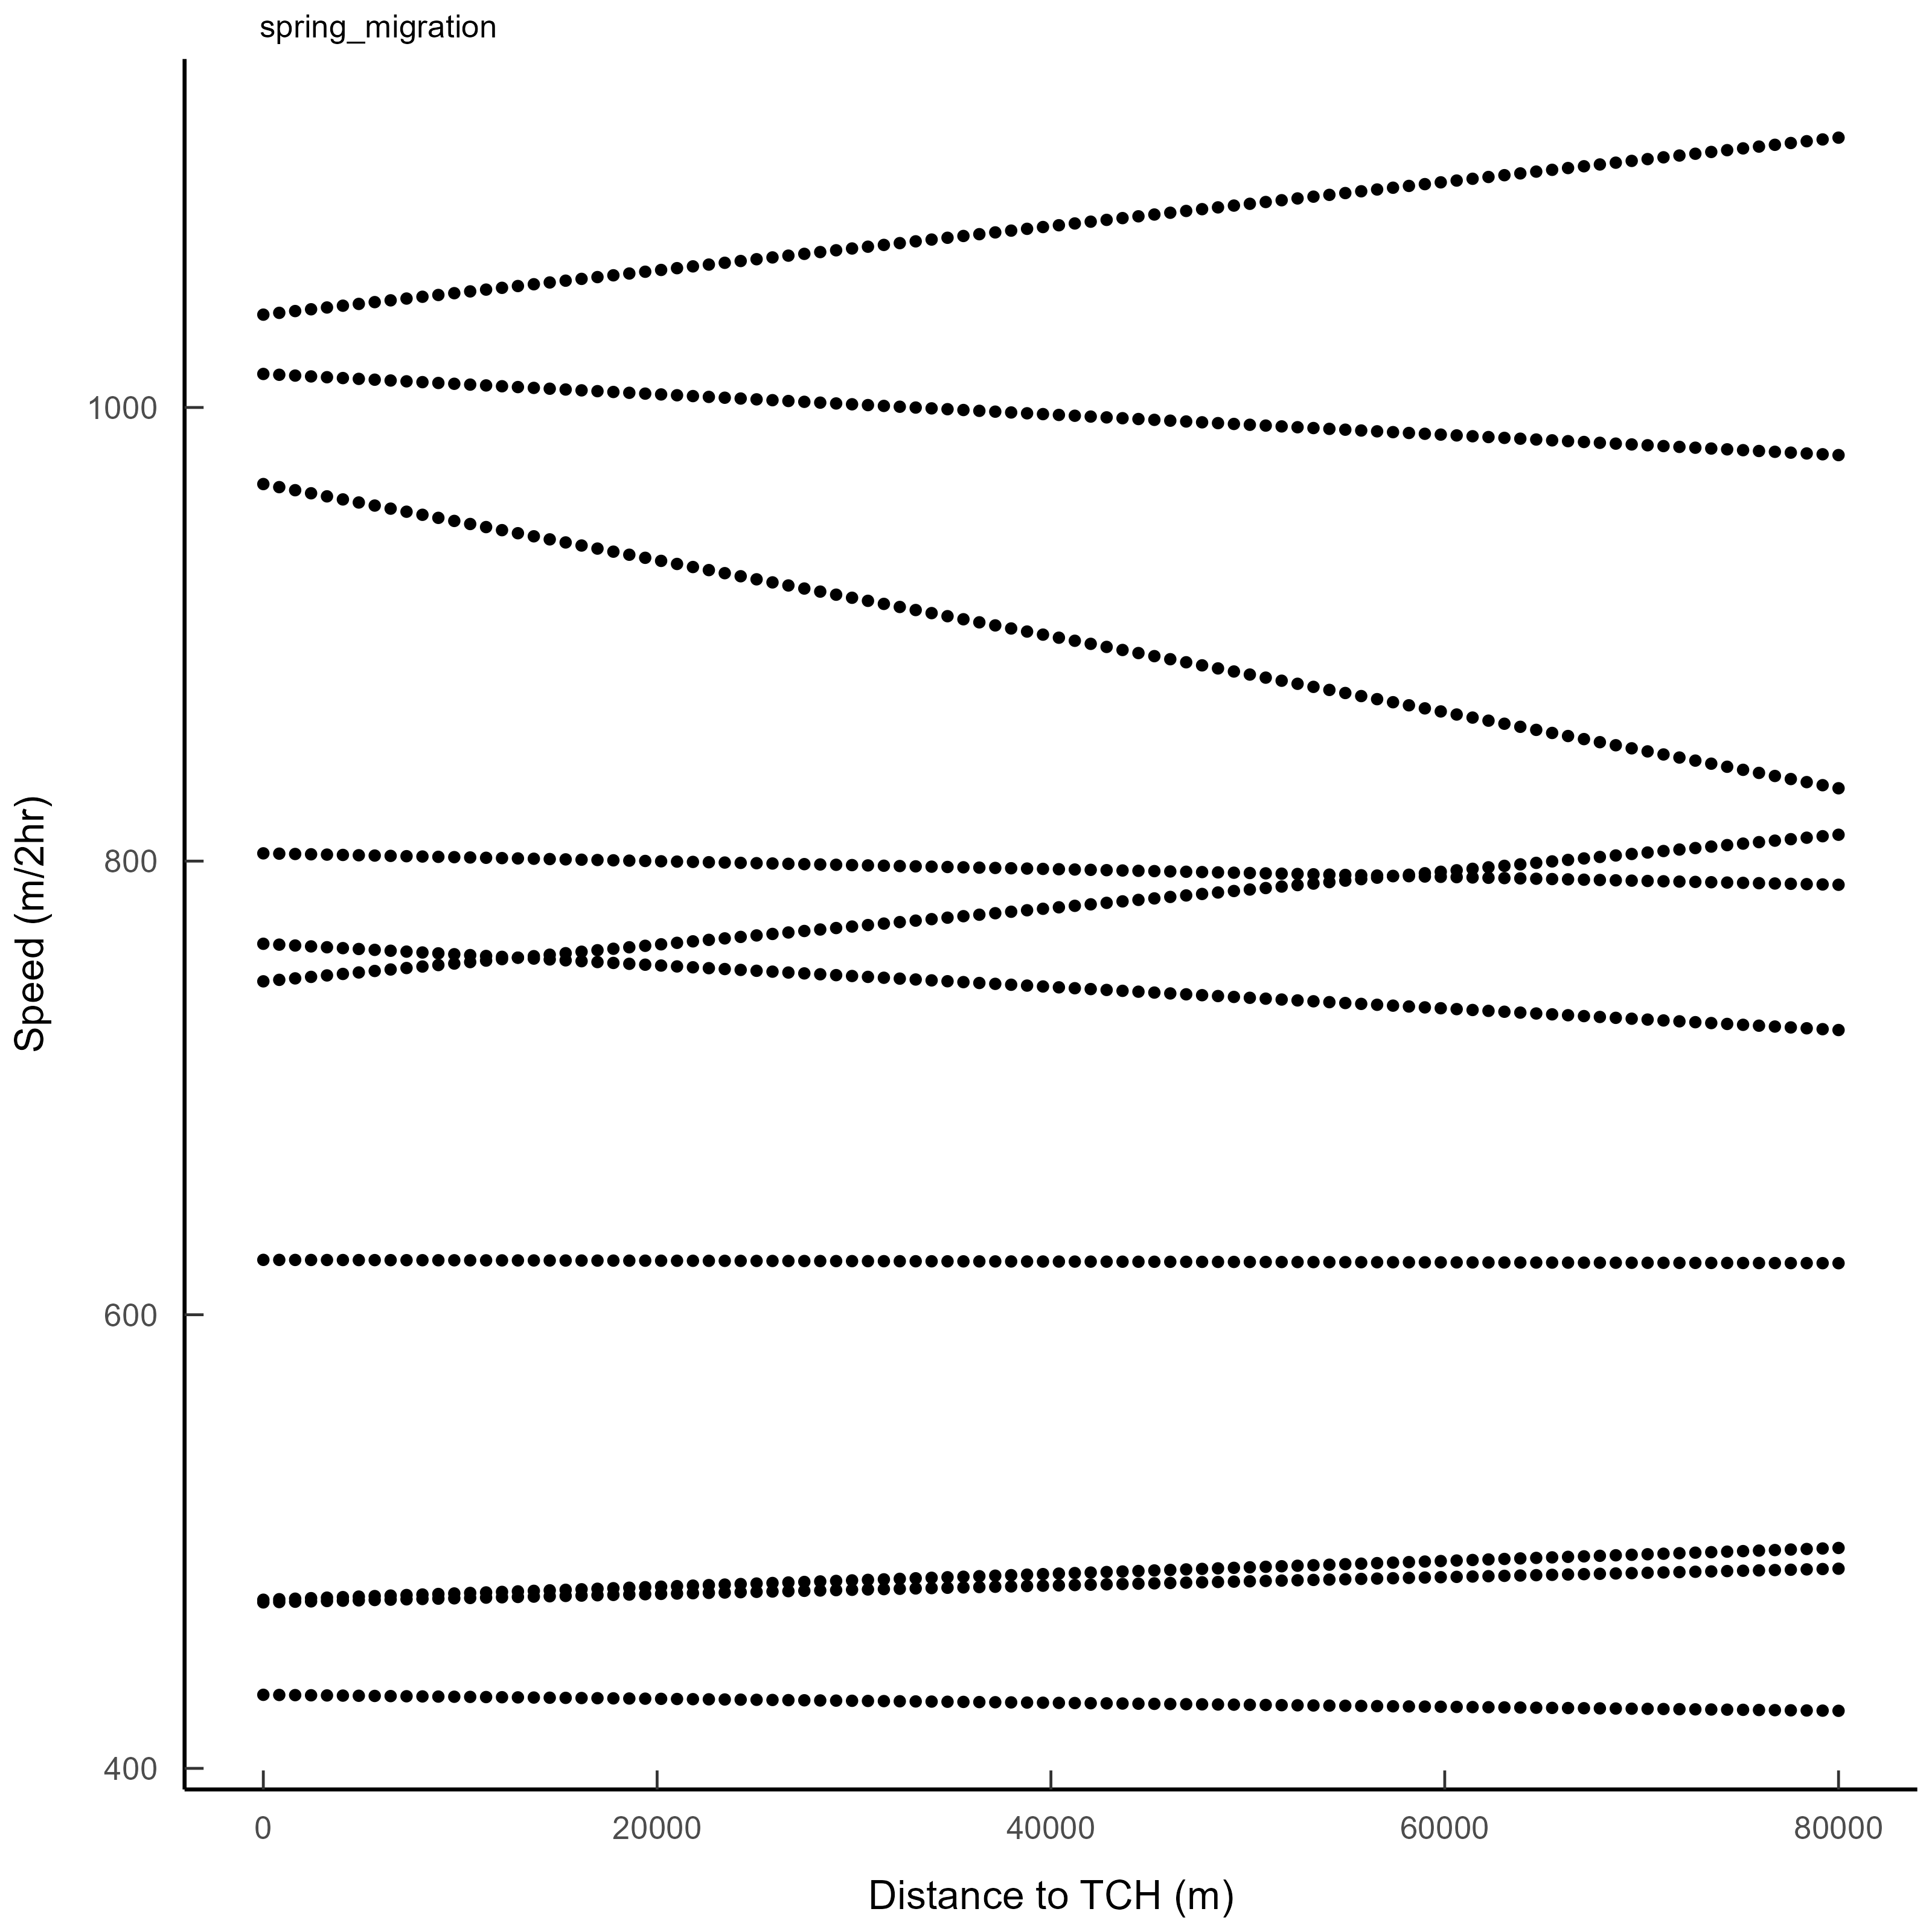 spring_migration
Speed (m/2hr)
1000
800
600
400
0 20000 40000 60000 80000
Distance to TCH (m)